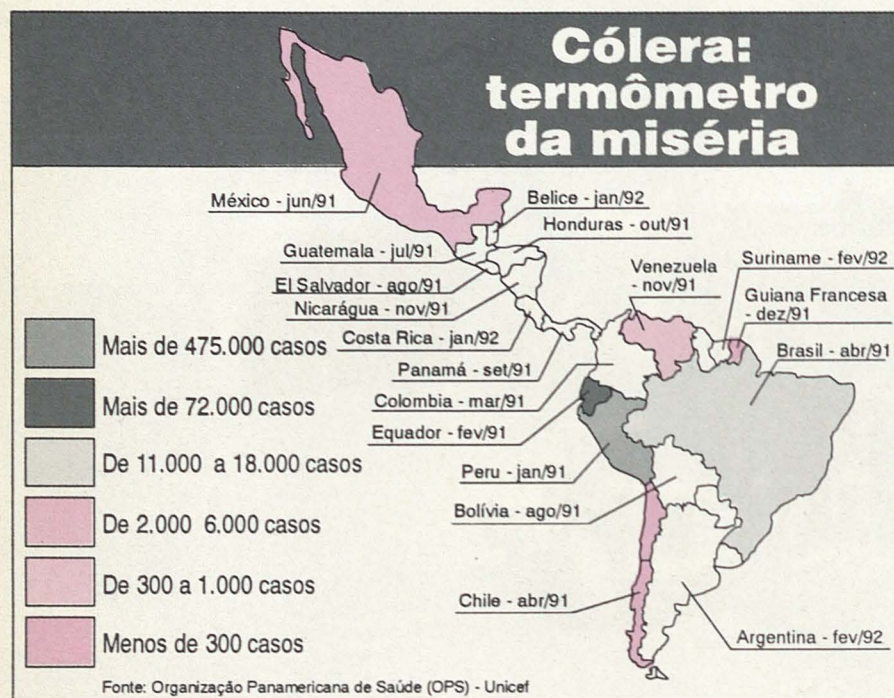 Cólera:
termômetro
da miséria
México - jun/91
Belice - jan/92
Honduras - out/91
Guatemala - jul/91
El Salvador - ago/91
Nicarágua - nov/91
Costa Rica - jan/92
Panamá - set/91
Colombia - mar/91
Equador - fev/91
Peru - jan/91
Bolívia - ago/91
Chile - abr/91
Venezuela
- nov/91
Suriname - fev/92
Guiana Francesa
- dez/91
Brasil - abr/91
Argentina - fev/92
Mais de 475.000 casos
Mais de 72.000 casos
De 11.000 a 18.000 casos
De 2.000 6.000 casos
De 300 a 1.000 casos
Menos de 300 casos
Fonte: Organização Panamericana de Saúde (OPS) - Unicef